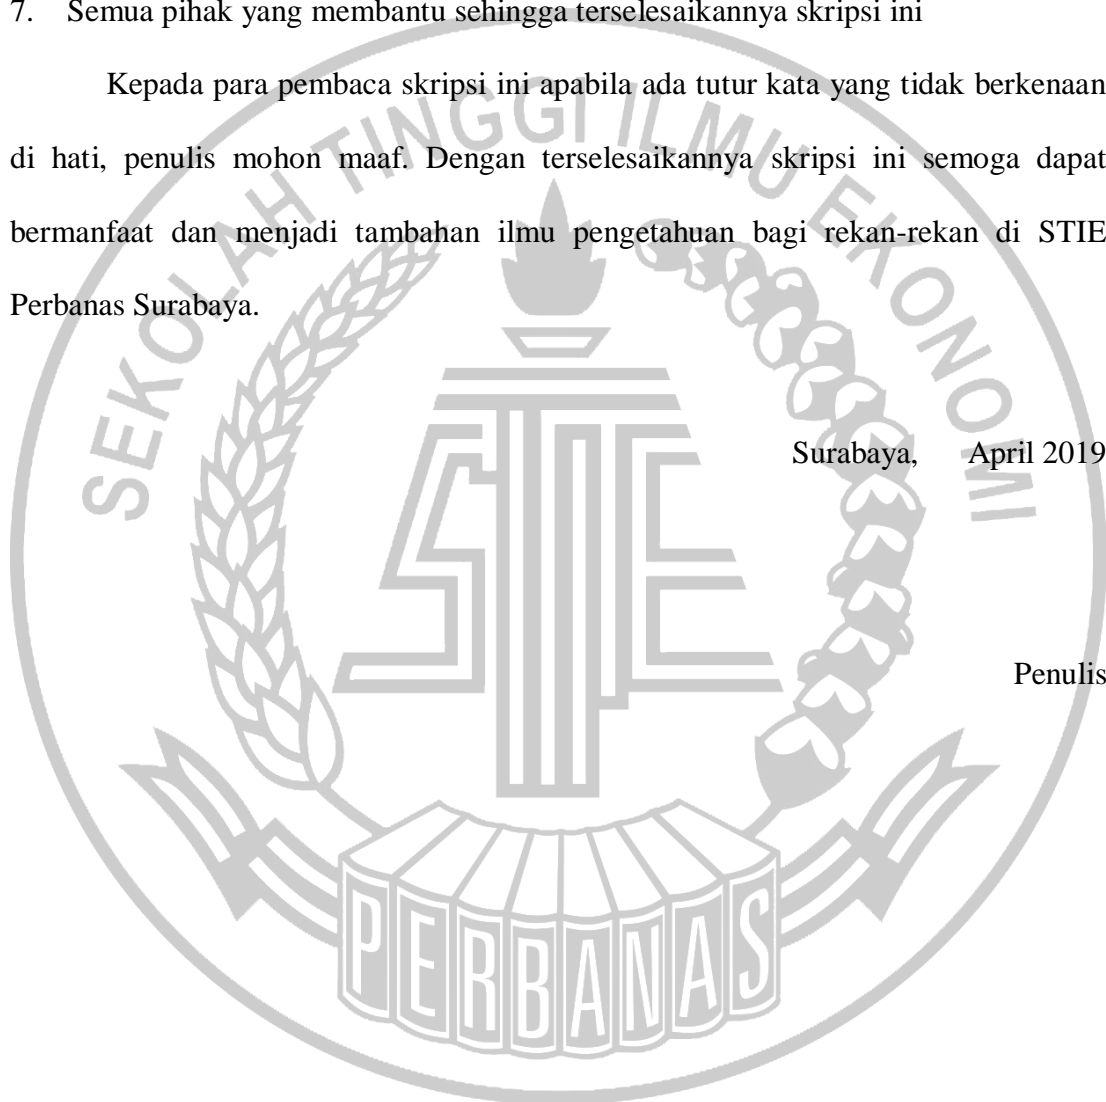 7. Semua pihak yang membantu sehingga terselesaikannya skripsi ini
Kepada para pembaca skripsi ini apabila ada tutur kata yang tidak berkenaan
di hati, penulis mohon maaf. Dengan terselesaikannya skripsi ini semoga dapat
bermanfaat dan menjadi tambahan ilmu pengetahuan bagi rekan-rekan di STIE
Perbanas Surabaya.
Surabaya, April 2019
Penulis
SEKOLAH TINGGI ILMU EKONOMI
STIE
PERBANAS